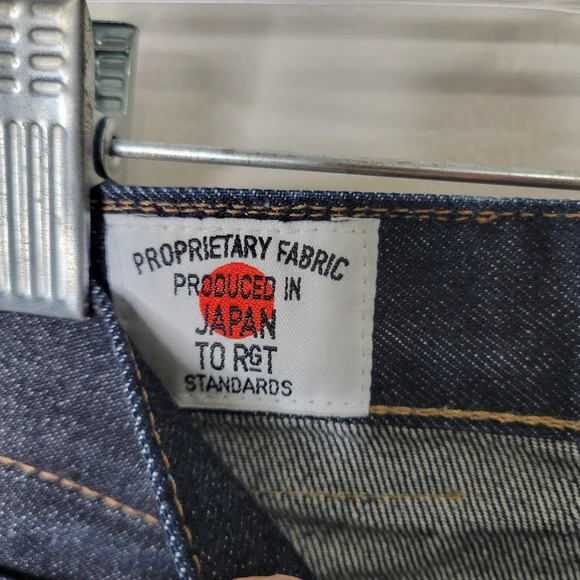 PROPRIETARY FABRIC
PRODUCED IN
JAPAN
TO RGT
STANDARDS